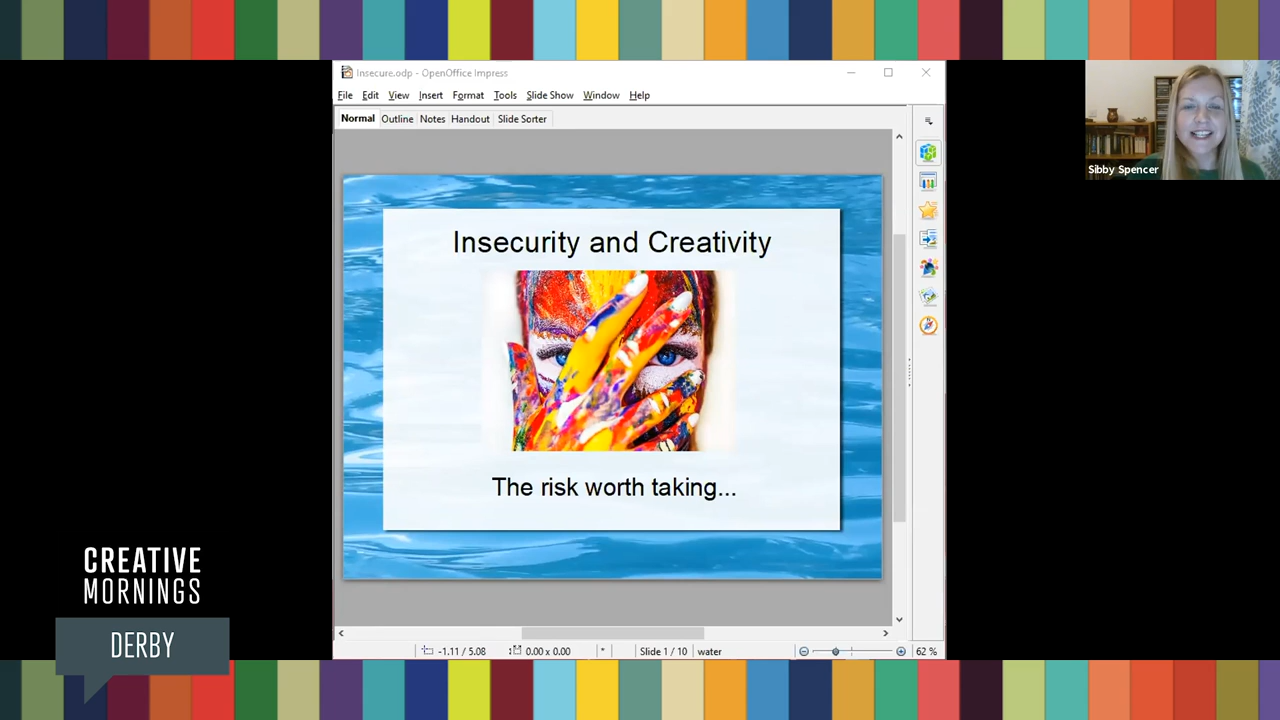 Insecure.odp - OpenOffice Impress
File Edit View Insert Format Tools Slide Show Window Help
Normal Outline Notes Handout Slide Sorter
Sibby Spencer
Insecurity and Creativity
The risk worth taking...
CREATIVE
MORNINGS
DERBY
-1.11 / 5.08 0.00 x 0.00 * Slide 1 / 10 water 62 %